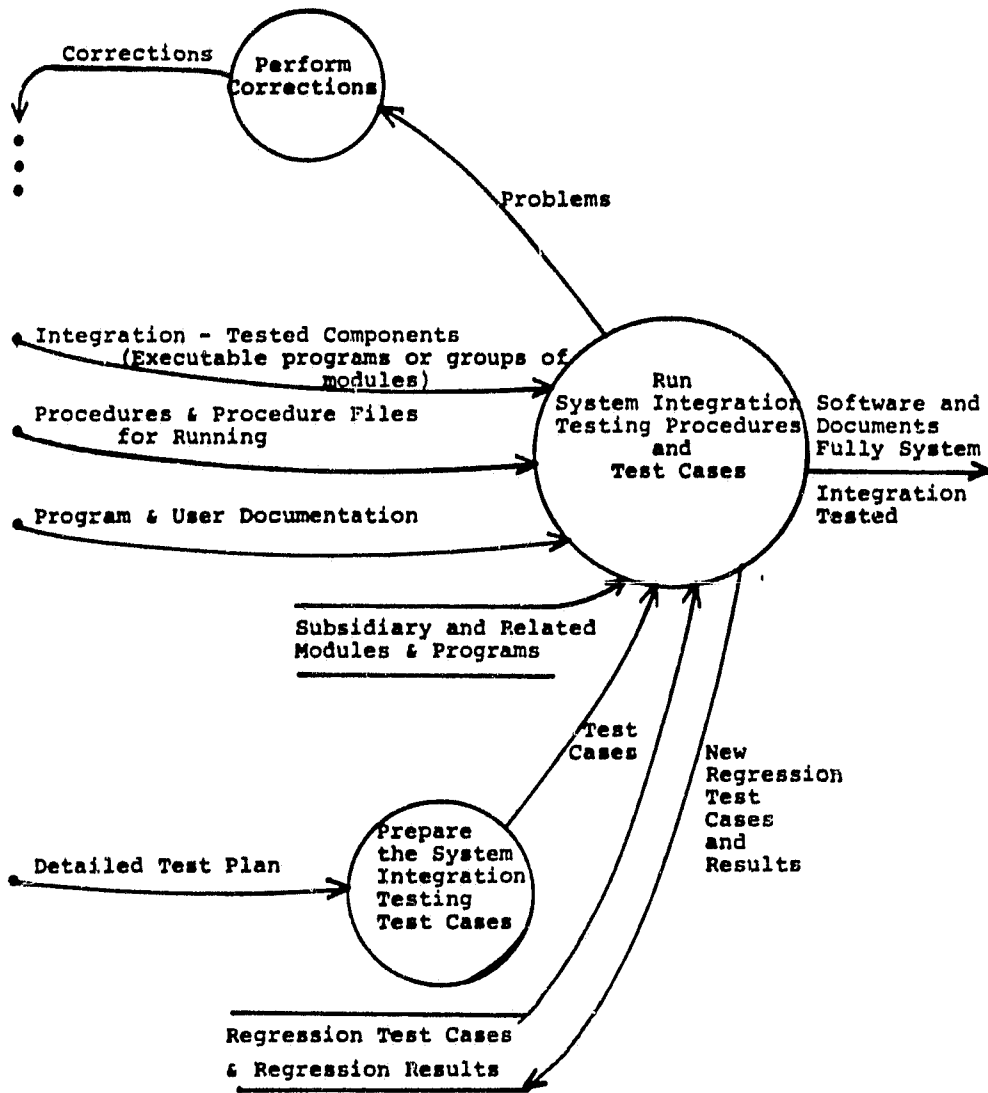 Corrections
Perform
Corrections
Problems
Integration - Tested Components
(Executable programs or groups of
modules)
Procedures & Procedure Files
for Running
Program & User Documentation
Run
System Integration
Testing Procedures
and
Test Cases
Software and
Documents
Fully System
Integration
Tested
Subsidiary and Related
Modules & Programs
Test
Cases
New
Regression
Test
Cases
and
Results
Detailed Test Plan
Prepare
the System
Integration
Testing
Test Cases
Regression Test Cases
& Regression Results